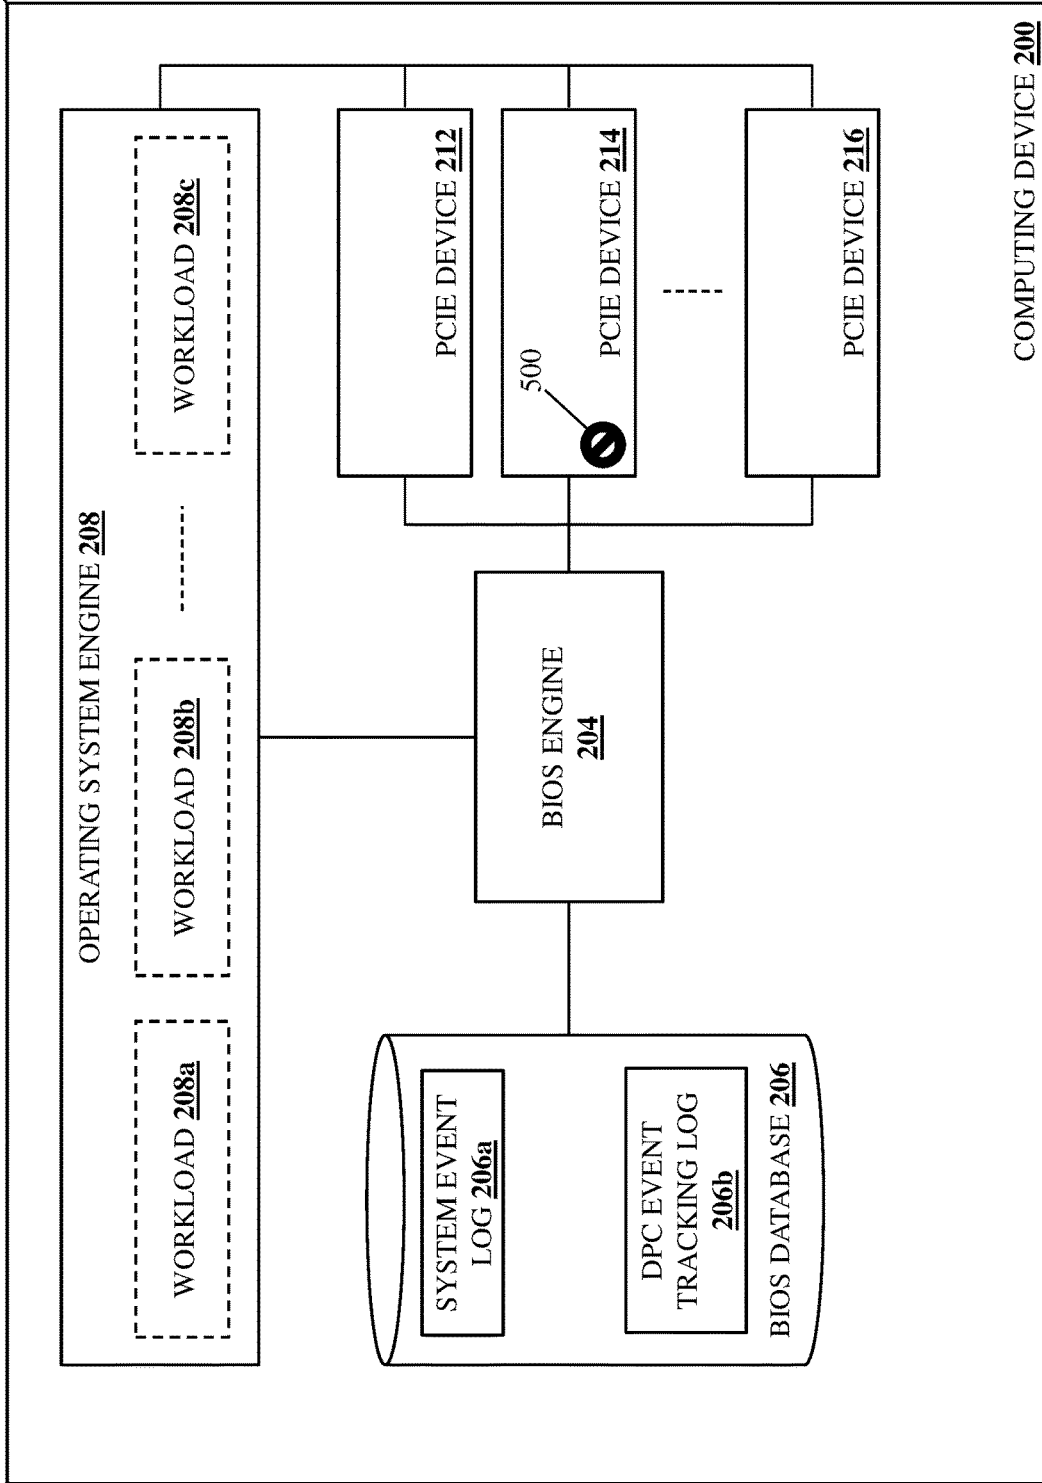 OPERATING SYSTEM ENGINE 208
WORKLOAD 208a
WORKLOAD 208b
WORKLOAD 208c
SYSTEM EVENT
LOG 206a
DPC EVENT
TRACKING LOG
206b
BIOS DATABASE 206
BIOS ENGINE
204
PCIE DEVICE 212
500
PCIE DEVICE 214
PCIE DEVICE 216
COMPUTING DEVICE 200